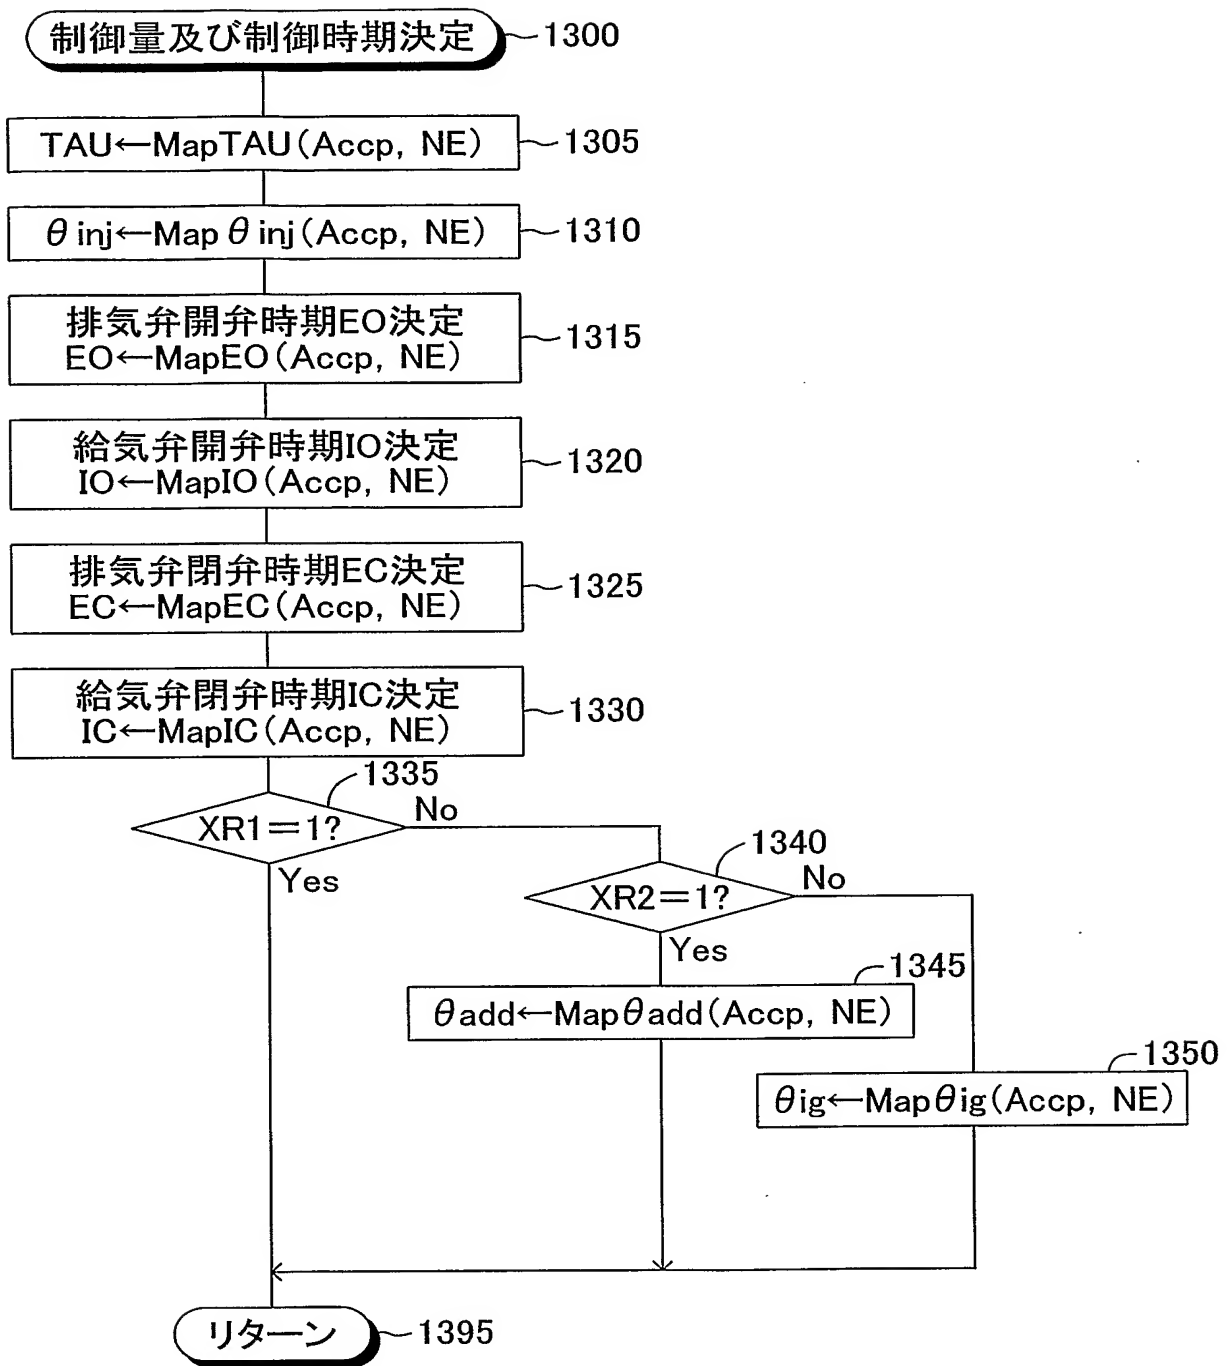 制御量及び制御時期決定 1300
TAU←MapTAU(Accp, NE) 1305
θinj←Mapθinj(Accp, NE) 1310
排気弁開弁時期EO決定
EO←MapEO(Accp, NE) 1315
給気弁開弁時期IO決定
IO←MapIO(Accp, NE) 1320
排気弁閉弁時期EC決定
EC←MapEC(Accp, NE) 1325
給気弁閉弁時期IC決定
IC←MapIC(Accp, NE) 1330
1335
XR1=1? No
Yes
1340
XR2=1? No
Yes
1345
θadd←Mapθadd(Accp, NE)
1350
θig←Mapθig(Accp, NE)
リターン 1395